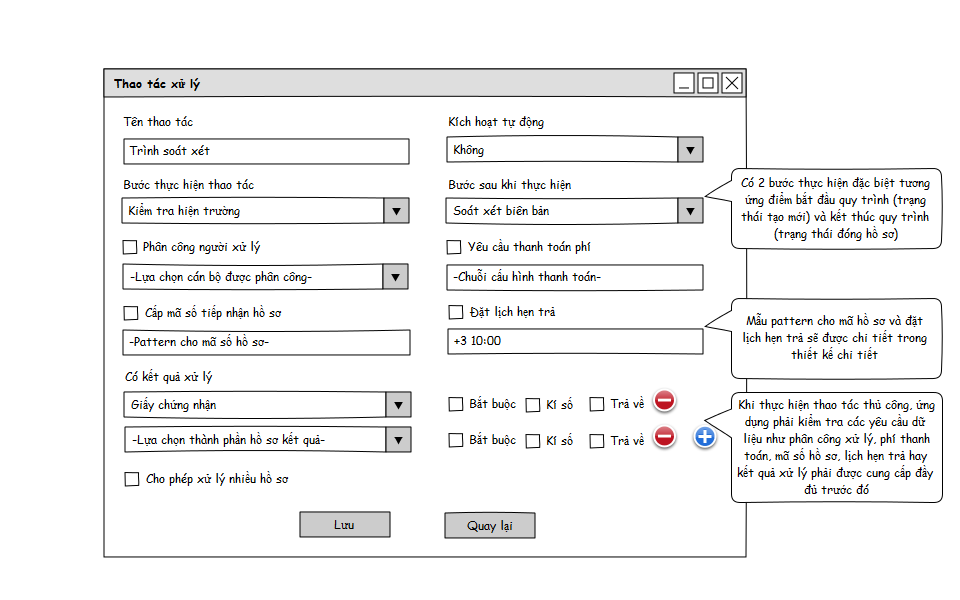 Thao tác xử lý
Tên thao tác
Kích hoạt tự động
Trình soát xét
Không
Bước thực hiện thao tác
Bước sau khi thực hiện
Kiểm tra hiện trường
Soát xét biên bản
Có 2 bước thực hiện đặc biệt tương
ứng điểm bắt đầu quy trình (trạng
thái tạo mới) và kết thúc quy trình
(trạng thái đóng hồ sơ)
Phân công người xử lý
Yêu cầu thanh toán phí
-Lựa chọn cán bộ được phân công-
-Chuỗi cấu hình thanh toán-
Cấp mã số tiếp nhận hồ sơ
Đặt lịch hẹn trả
-Pattern cho mã số hồ sơ-
+3 10:00
Mẫu pattern cho mã hồ sơ và đặt
lịch hẹn trả sẽ được chi tiết trong
thiết kế chi tiết
Có kết quả xử lý
Giấy chứng nhận
Bắt buộc
Kí số
Trả về
-Lựa chọn thành phần hồ sơ kết quả-
Bắt buộc
Kí số
Trả về
Khi thực hiện thao tác thủ công, ứng
dụng phải kiểm tra các yêu cầu dữ
liệu như phân công xử lý, phí thanh
toán, mã số hồ sơ, lịch hẹn trả hay
kết quả xử lý phải được cung cấp đầy
đủ trước đó
Cho phép xử lý nhiều hồ sơ
Lưu
Quay lại